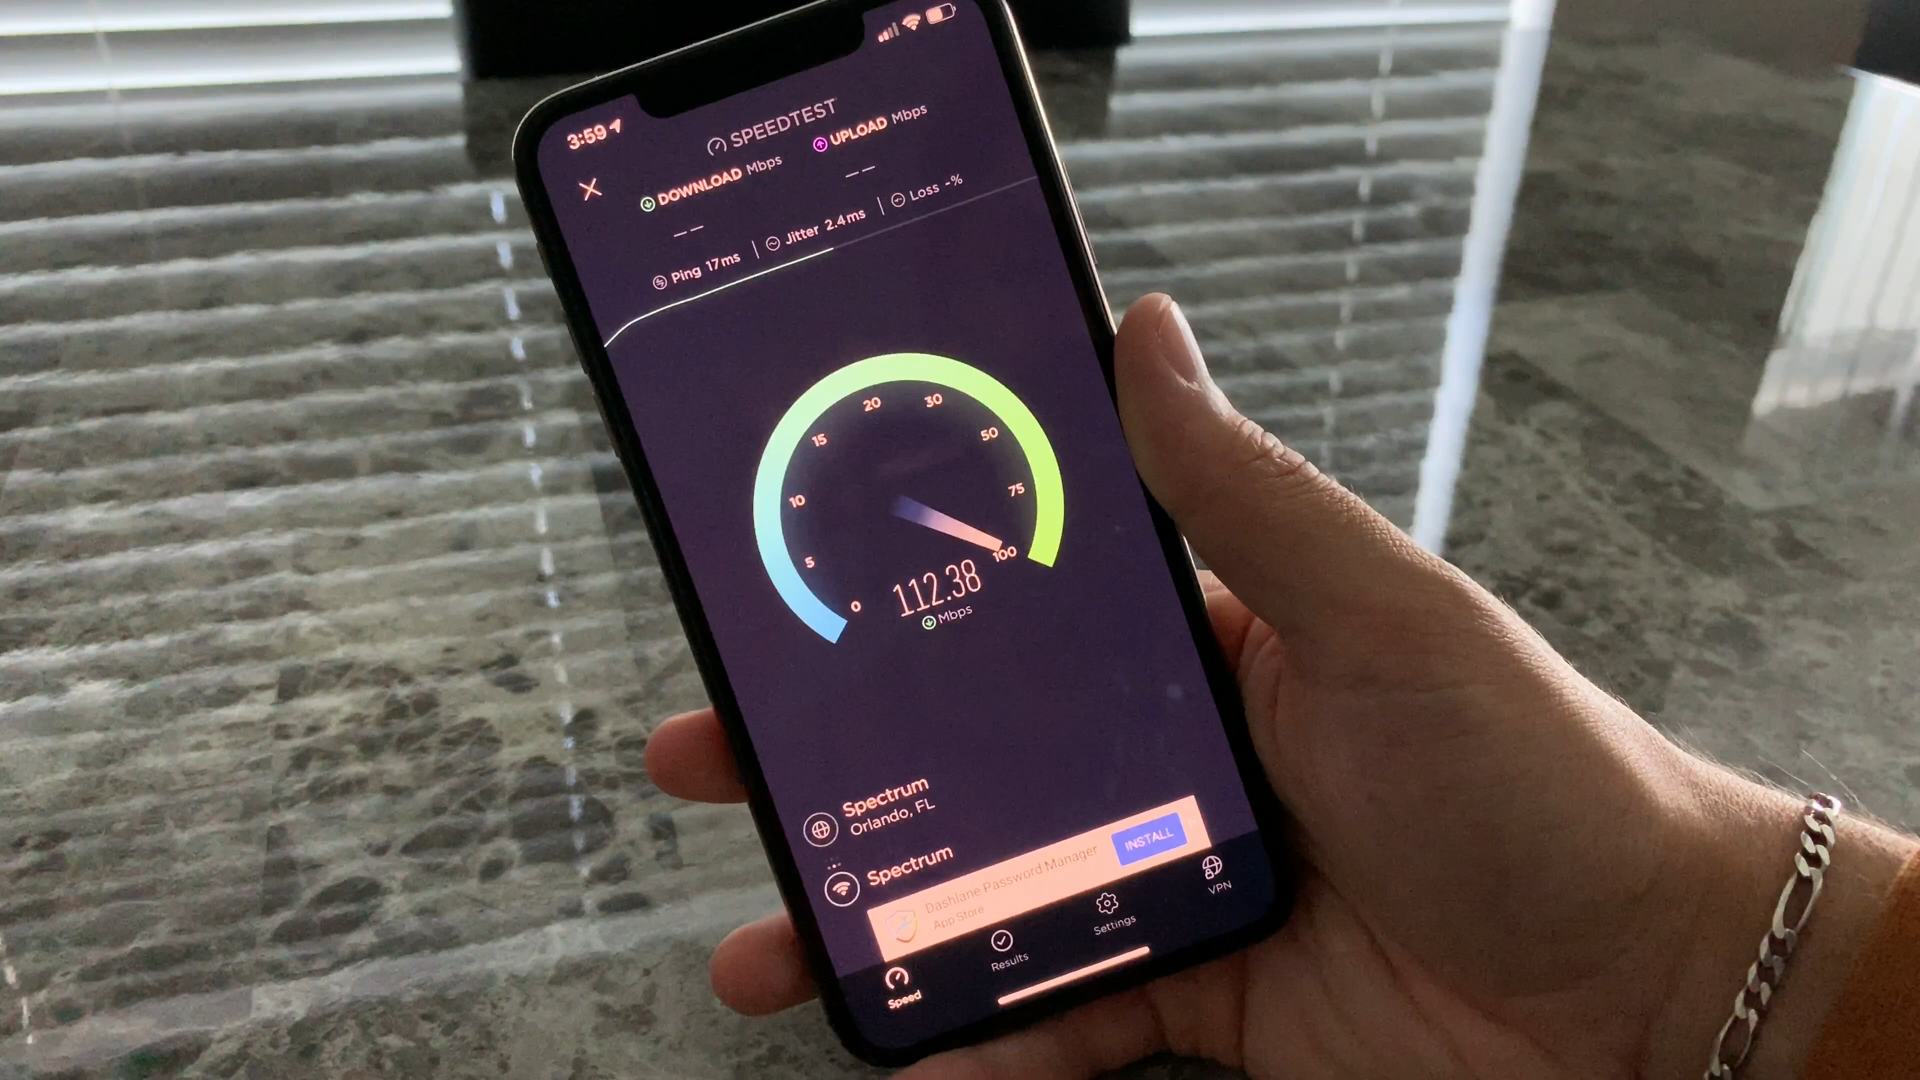 3:59
SPEEDTEST
DOWNLOAD Mbps
UPLOAD Mbps
Ping 17ms
Jitter 2.4ms
Loss -%
0
5
10
15
20
30
50
75
100
112.38
Mbps
Spectrum
Orlando, FL
Spectrum
Dashlane Password Manager
App Store
INSTALL
Speed
Results
Settings
VPN